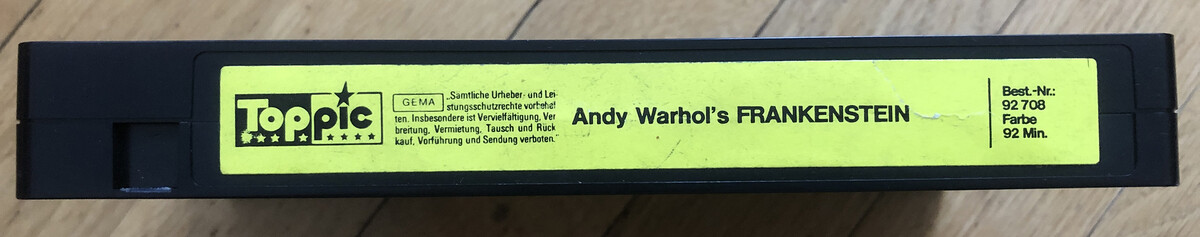 Toppic
GEMA
„Sämtliche Urheber- und Lei-
stungsschutzrechte vorbehal
ten. Insbesondere ist Vervielfältigung, Ver
breitung, Vermietung, Tausch und Rück
kauf, Vorführung und Sendung verboten."
Andy Warhol's FRANKENSTEIN
Best.-Nr.:
92 708
Farbe
92 Min.